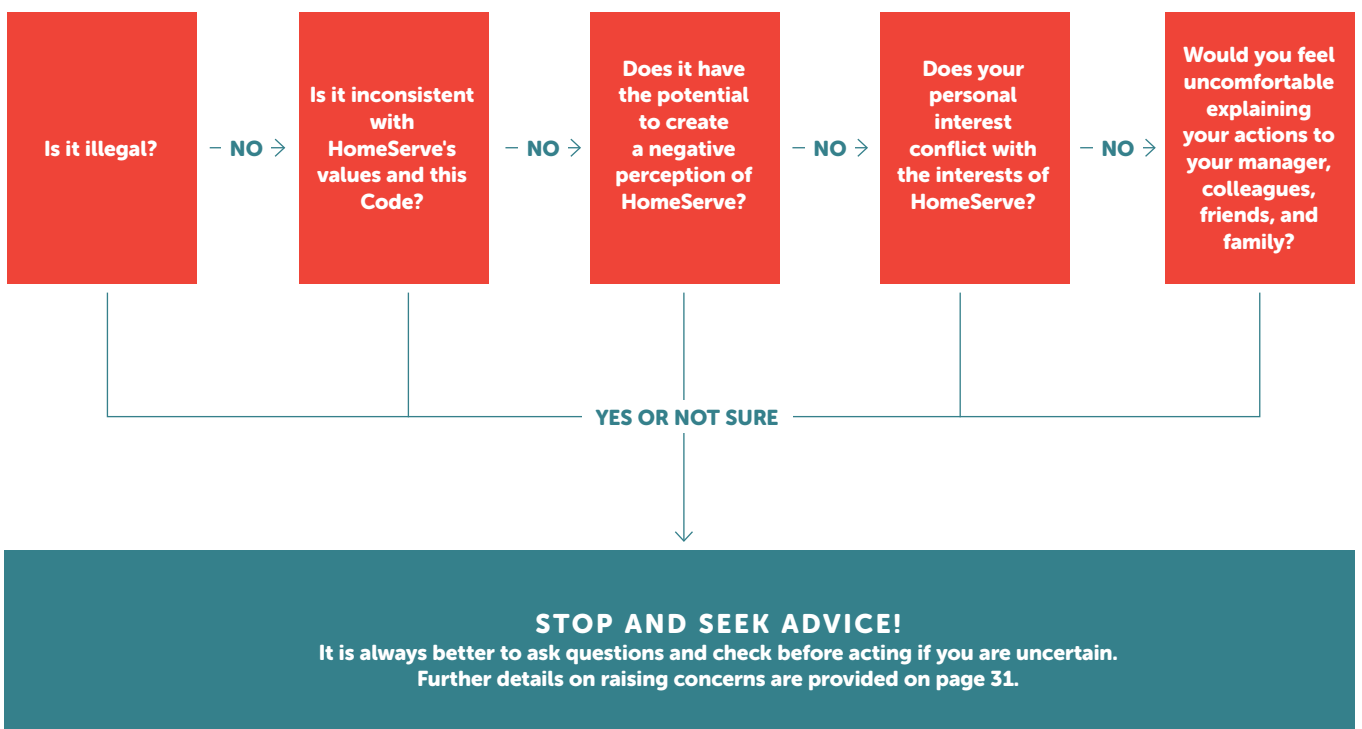 Is it illegal?
– NO →
Is it inconsistent
with
HomeServe's
values and this
Code?
– NO →
Does it have
the potential
to create
a negative
perception of
HomeServe?
– NO →
Does your
personal
interest
conflict with
the interests of
HomeServe?
– NO →
Would you feel
uncomfortable
explaining
your actions to
your manager,
colleagues,
friends, and
family?
YES OR NOT SURE
STOP AND SEEK ADVICE!
It is always better to ask questions and check before acting if you are uncertain.
Further details on raising concerns are provided on page 31.